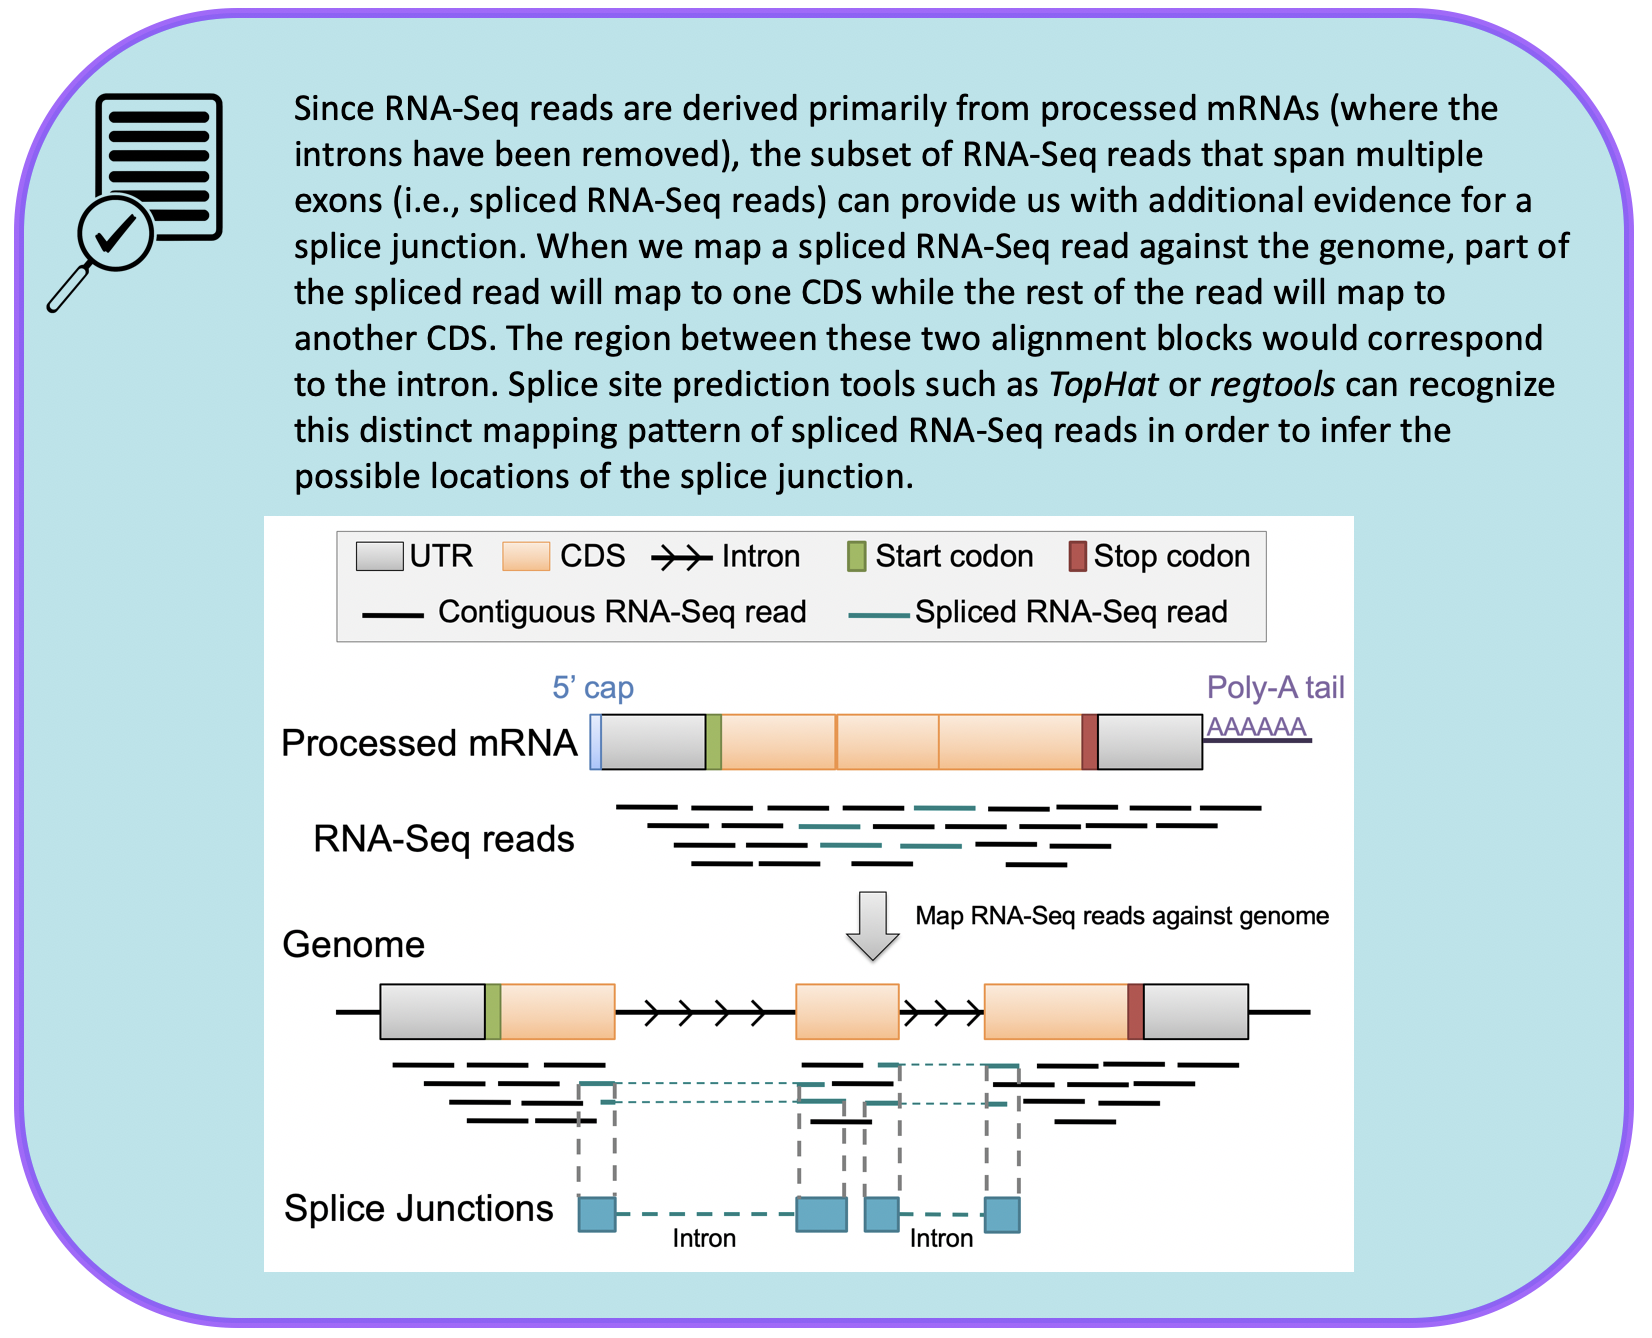 Since RNA-Seq reads are derived primarily from processed mRNAs (where the
introns have been removed), the subset of RNA-Seq reads that span multiple
exons (i.e., spliced RNA-Seq reads) can provide us with additional evidence for a
splice junction. When we map a spliced RNA-Seq read against the genome, part of
the spliced read will map to one CDS while the rest of the read will map to
another CDS. The region between these two alignment blocks would correspond
to the intron. Splice site prediction tools such as TopHat or regtools can recognize
this distinct mapping pattern of spliced RNA-Seq reads in order to infer the
possible locations of the splice junction.
UTR CDS Intron Start codon Stop codon
Contiguous RNA-Seq read Spliced RNA-Seq read
5’ cap Poly-A tail
Processed mRNA AAAAAA
RNA-Seq reads
Map RNA-Seq reads against genome
Genome
Splice Junctions
Intron Intron